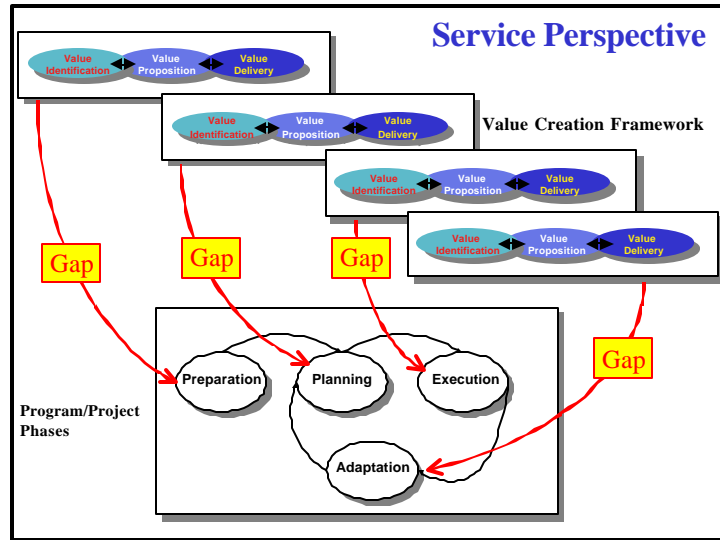 Service Perspective
Value Value Value
Identification Proposition Delivery
Value Value Value
Identification Proposition Delivery
Value Creation Framework
Value Value Value
Identification Proposition Delivery
Value Value Value
Identification Proposition Delivery
Gap Gap Gap
Gap
Preparation Planning Execution
Program/Project
Phases
Adaptation